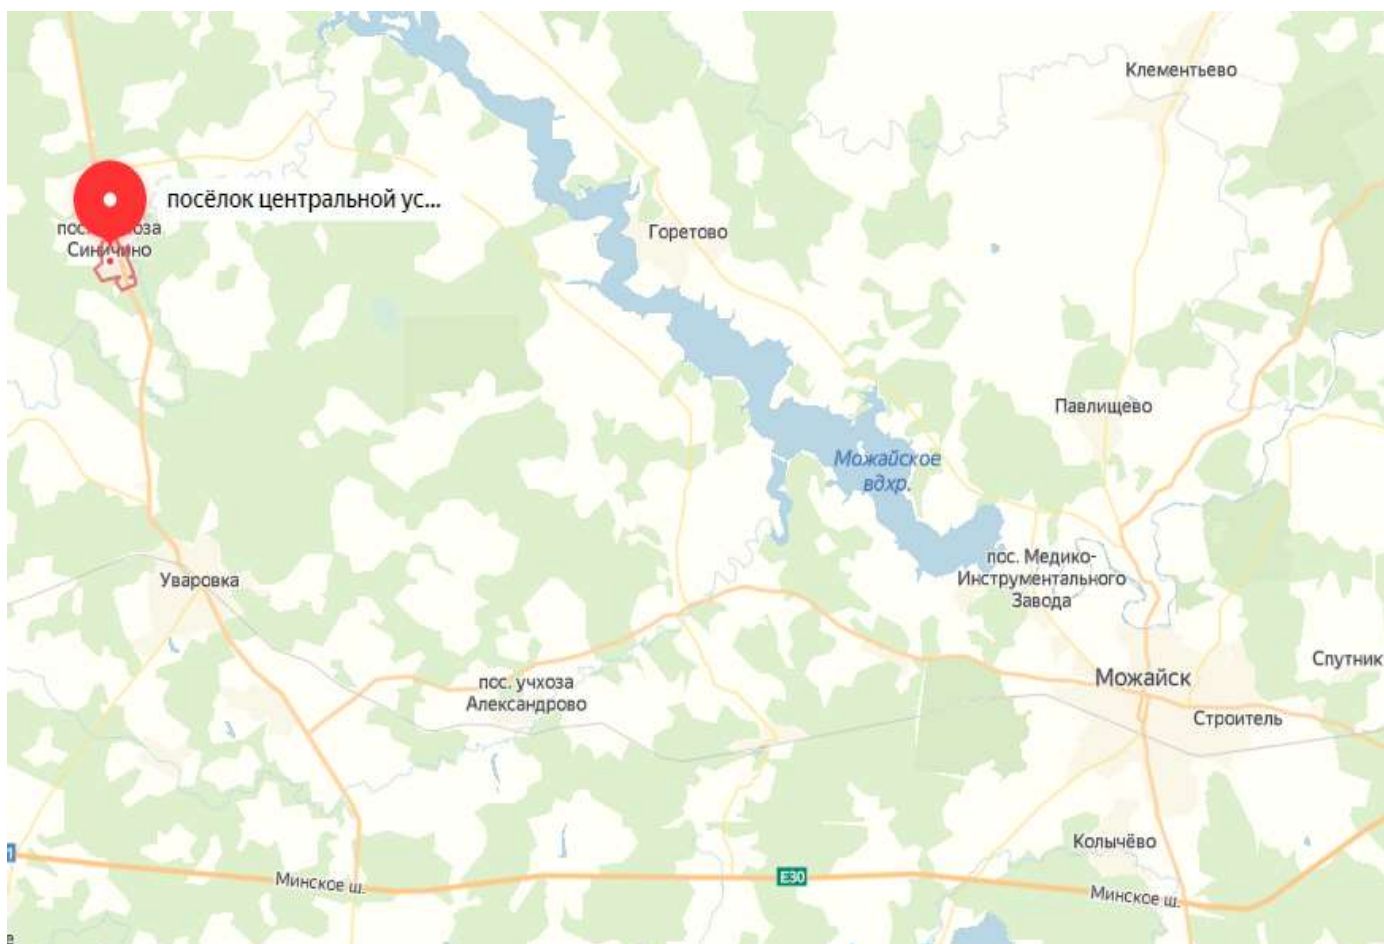 Клементьево
посёлок центральной ус...
Синичино
Горетово
Павлищево
Можайское
вдхр.
пос. Медико-
Инструментального
Завода
Уваровка
Спутник
Можайск
пос. учхоза
Александрово
Строитель
Колычёво
Минское ш.
E30
Минское ш.